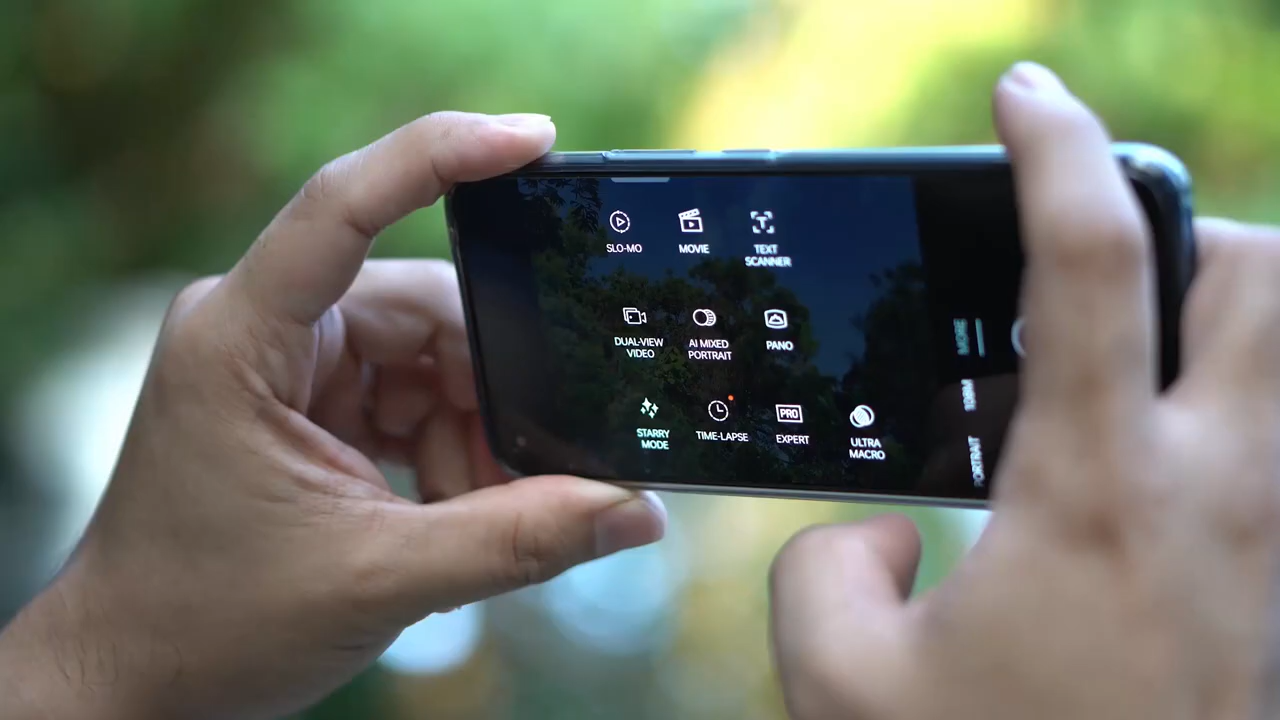 SLO-MO
MOVIE
TEXT
SCANNER
DUAL-VIEW
VIDEO
AI MIXED
PORTRAIT
PANO
STARRY
MODE
TIME-LAPSE
PRO
EXPERT
ULTRA
MACRO
MORE
108M
PORTRAIT